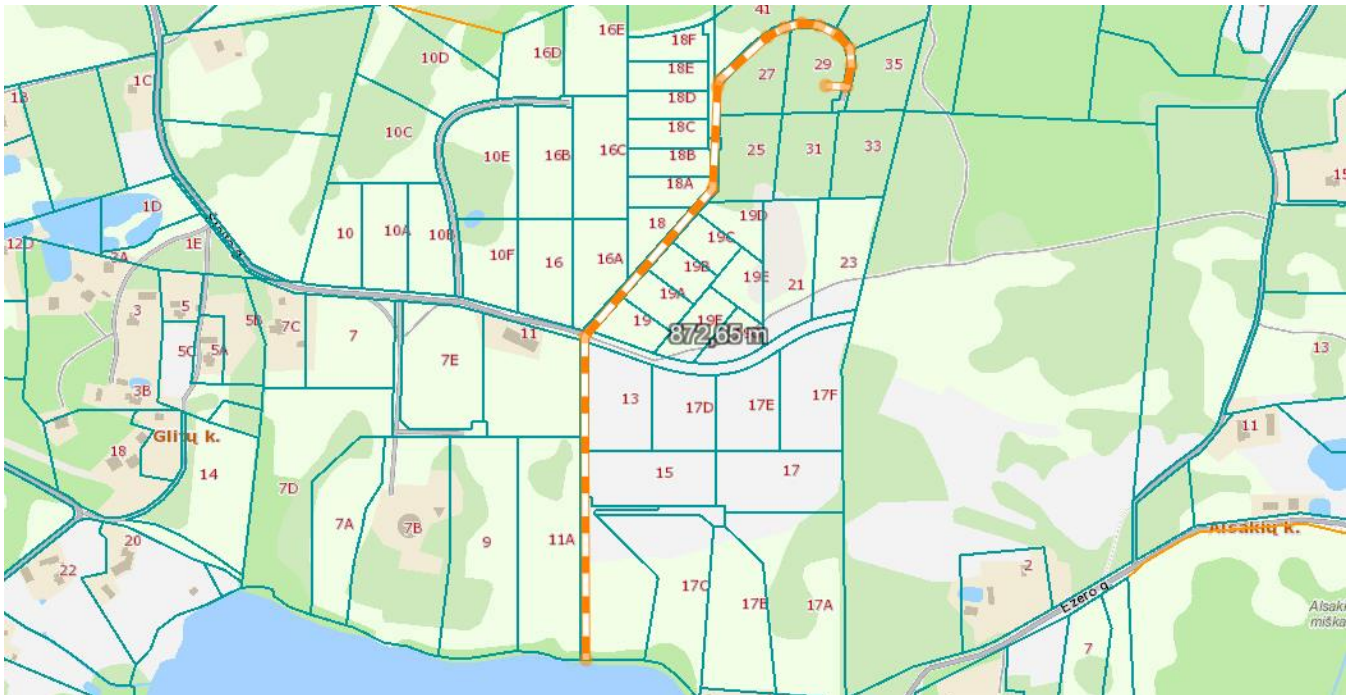 41
16E
18F
16D
10D
18E
27
29
35
1C
1B
18D
10C
18C
10E
16B
16C
18B
25
31
33
15
18A
1D
18
19D
10
10A
10B
19C
12D
1E
3A
10F
16
16A
19B
19E
23
19A
21
3
5
5B
7C
7
11
19
19F
872,65 m
5C
5A
7E
13
3B
13
17D
17E
17F
Glitų k.
18
11
14
15
17
7D
7A
7B
9
11A
Alsakių k.
20
22
17C
17B
17A
2
Ežero g.
Alsaki
miška
7